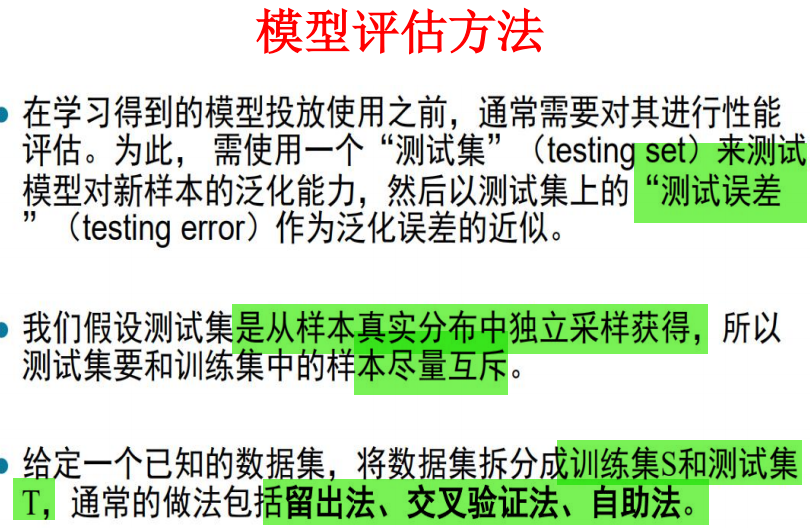 模型评估方法
在学习得到的模型投放使用之前，通常需要对其进行性能
评估。为此， 需使用一个“测试集”（testing set）来测试
模型对新样本的泛化能力，然后以测试集上的“测试误差
”（testing error）作为泛化误差的近似。
我们假设测试集是从样本真实分布中独立采样获得，所以
测试集要和训练集中的样本尽量互斥。
给定一个已知的数据集，将数据集拆分成训练集S和测试集
T，通常的做法包括留出法、交叉验证法、自助法。